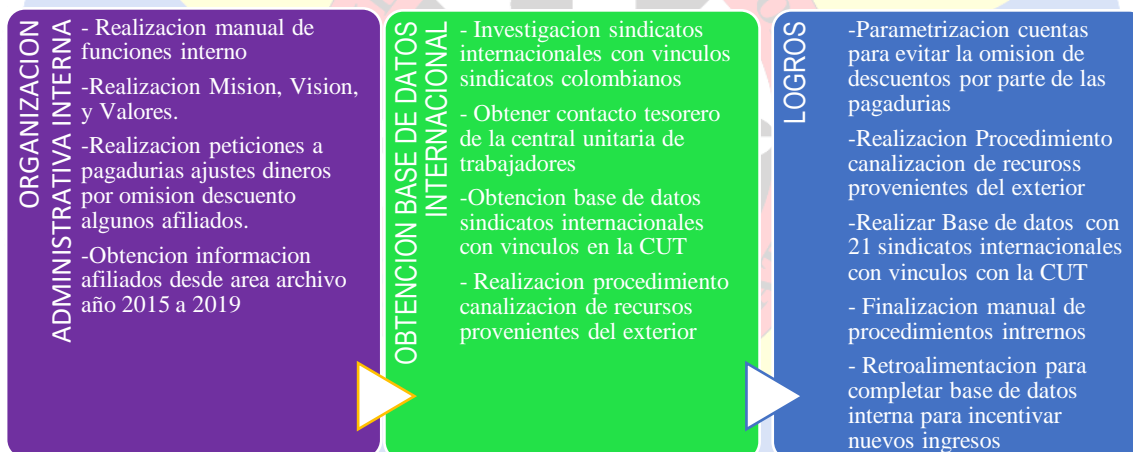 ORGANIZACION
ADMINISTRATIVA INTERNA
- Realizacion manual de
funciones interno
-Realizacion Mision, Vision,
y Valores.
-Realizacion peticiones a
pagadurias ajustes dineros
por omision descuento
algunos afiliados.
-Obtencion informacion
afiliados desde area archivo
año 2015 a 2019
OBTENCION BASE DE DATOS
INTERNACIONAL
- Investigacion sindicatos
internacionales con vinculos
sindicatos colombianos
- Obtener contacto tesorero
de la central unitaria de
trabajadores
-Obtencion base de datos
sindicatos internacionales
con vinculos en la CUT
- Realizacion procedimiento
canalizacion de recursos
provenientes del exterior
LOGROS
-Parametrizacion cuentas
para evitar la omision de
descuentos por parte de las
pagadurias
-Realizacion Procedimiento
canalizacion de recuross
provenientes del exterior
-Realizar Base de datos con
21 sindicatos internacionales
con vinculos con la CUT
- Finalizacion manual de
procedimientos intrernos
- Retroalimentacion para
completar base de datos
interna para incentivar
nuevos ingresos